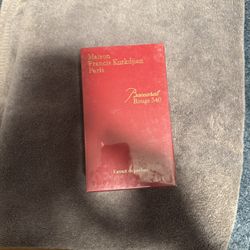 Maison
Francis Kurkdjian
Paris
Baccarat
Rouge 540
Extrait de parfum